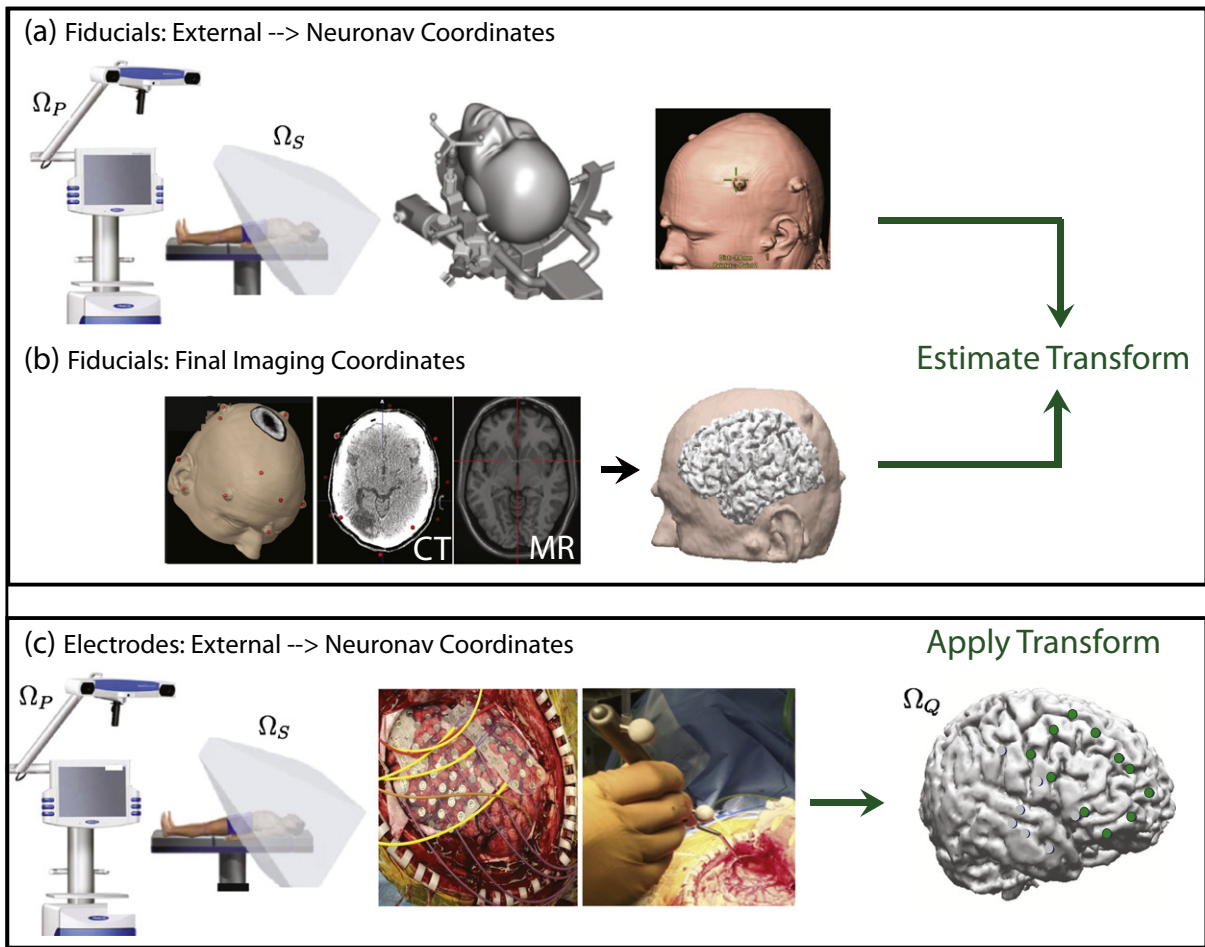 (a) Fiducials: External --> Neuronav Coordinates
Ω_P
Ω_S
(b) Fiducials: Final Imaging Coordinates
Estimate Transform
A
CT
MR
(c) Electrodes: External --> Neuronav Coordinates
Apply Transform
Ω_P
Ω_S
Ω_Q